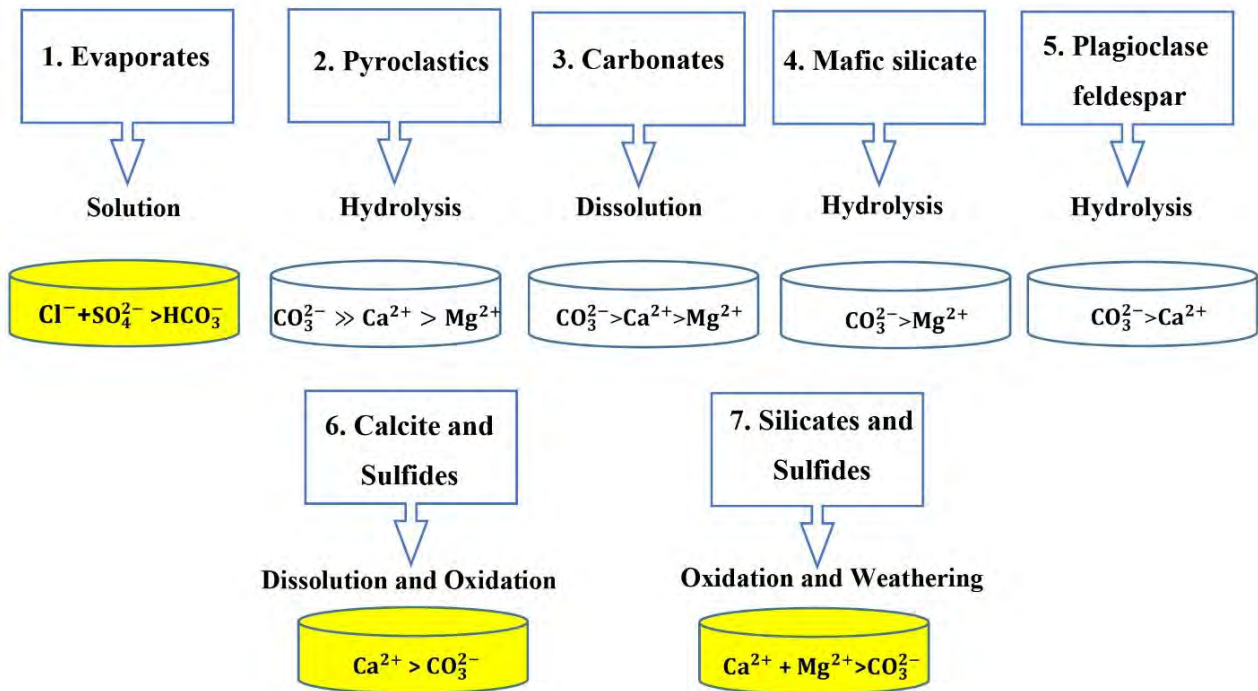 1. Evaporates
2. Pyroclastics
3. Carbonates
4. Mafic silicate
5. Plagioclase
feldespar
Solution
Hydrolysis
Dissolution
Hydrolysis
Hydrolysis
Cl⁻+SO₄²⁻ >HCO₃⁻
CO₃²⁻ ≫ Ca²⁺ > Mg²⁺
CO₃²⁻>Ca²⁺>Mg²⁺
CO₃²⁻>Mg²⁺
CO₃²⁻>Ca²⁺
6. Calcite and
Sulfides
7. Silicates and
Sulfides
Dissolution and Oxidation
Oxidation and Weathering
Ca²⁺ > CO₃²⁻
Ca²⁺ + Mg²⁺>CO₃²⁻